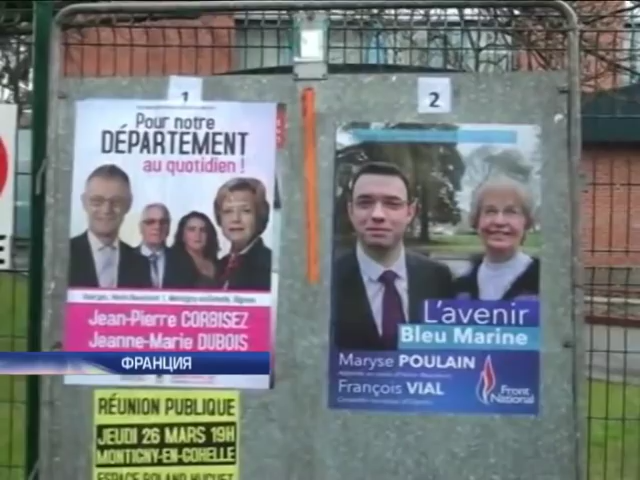 1
Pour notre
DÉPARTEMENT
au quotidien !
Jean-Pierre CORBISEZ
Jeanne-Marie DUBOIS
ФРАНЦИЯ
RÉUNION PUBLIQUE
JEUDI 26 MARS 19H
MONTIGNY-EN-GOHELLE
2
L'avenir
Bleu Marine
Maryse POULAIN
François VIAL
Front
National